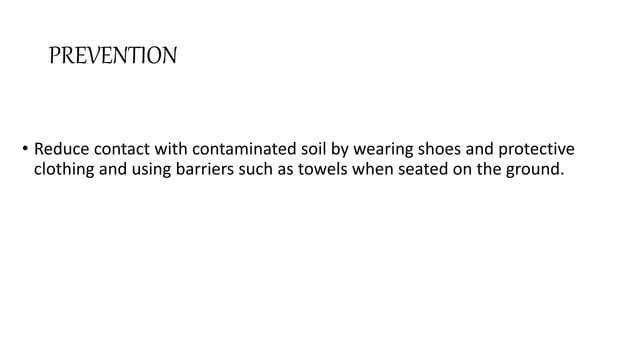 PREVENTION
• Reduce contact with contaminated soil by wearing shoes and protective
clothing and using barriers such as towels when seated on the ground.